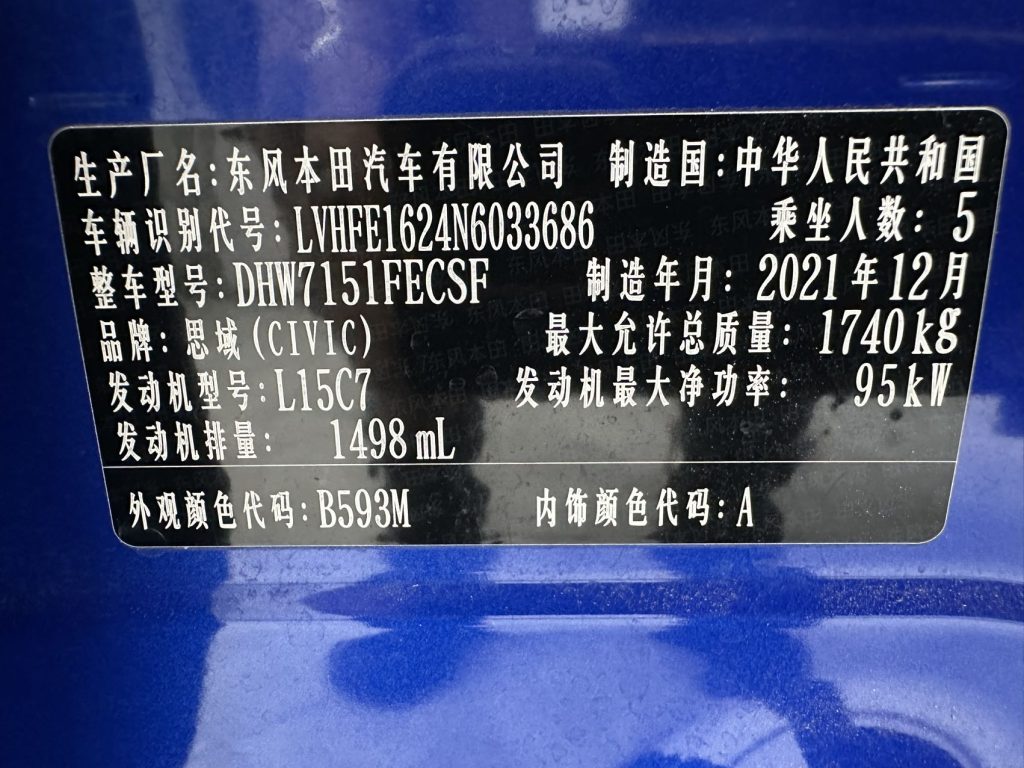 生产厂名:东风本田汽车有限公司 制造国:中华人民共和国
车辆识别代号:LVHFE1624N6033686 乘坐人数: 5
整车型号:DHW7151FECSF 制造年月: 2021年12月
品牌: 思域(CIVIC) 最大允许总质量: 1740kg
发动机型号:L15C7 发动机最大净功率: 95kW
发动机排量: 1498mL
外观颜色代码:B593M 内饰颜色代码:A